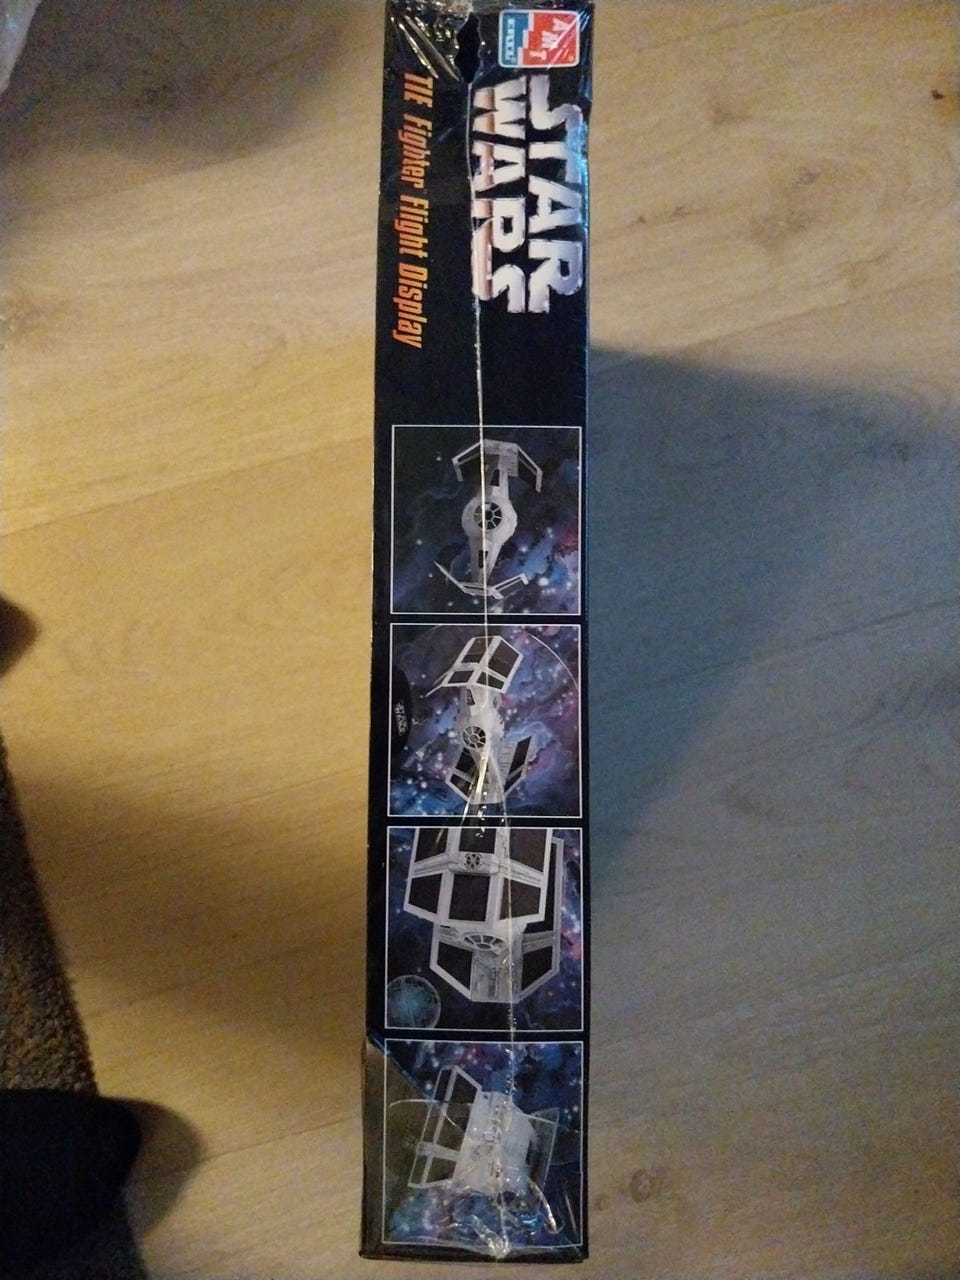 AMT
ERTL
STAR
WARS
TIE Fighter Flight Display